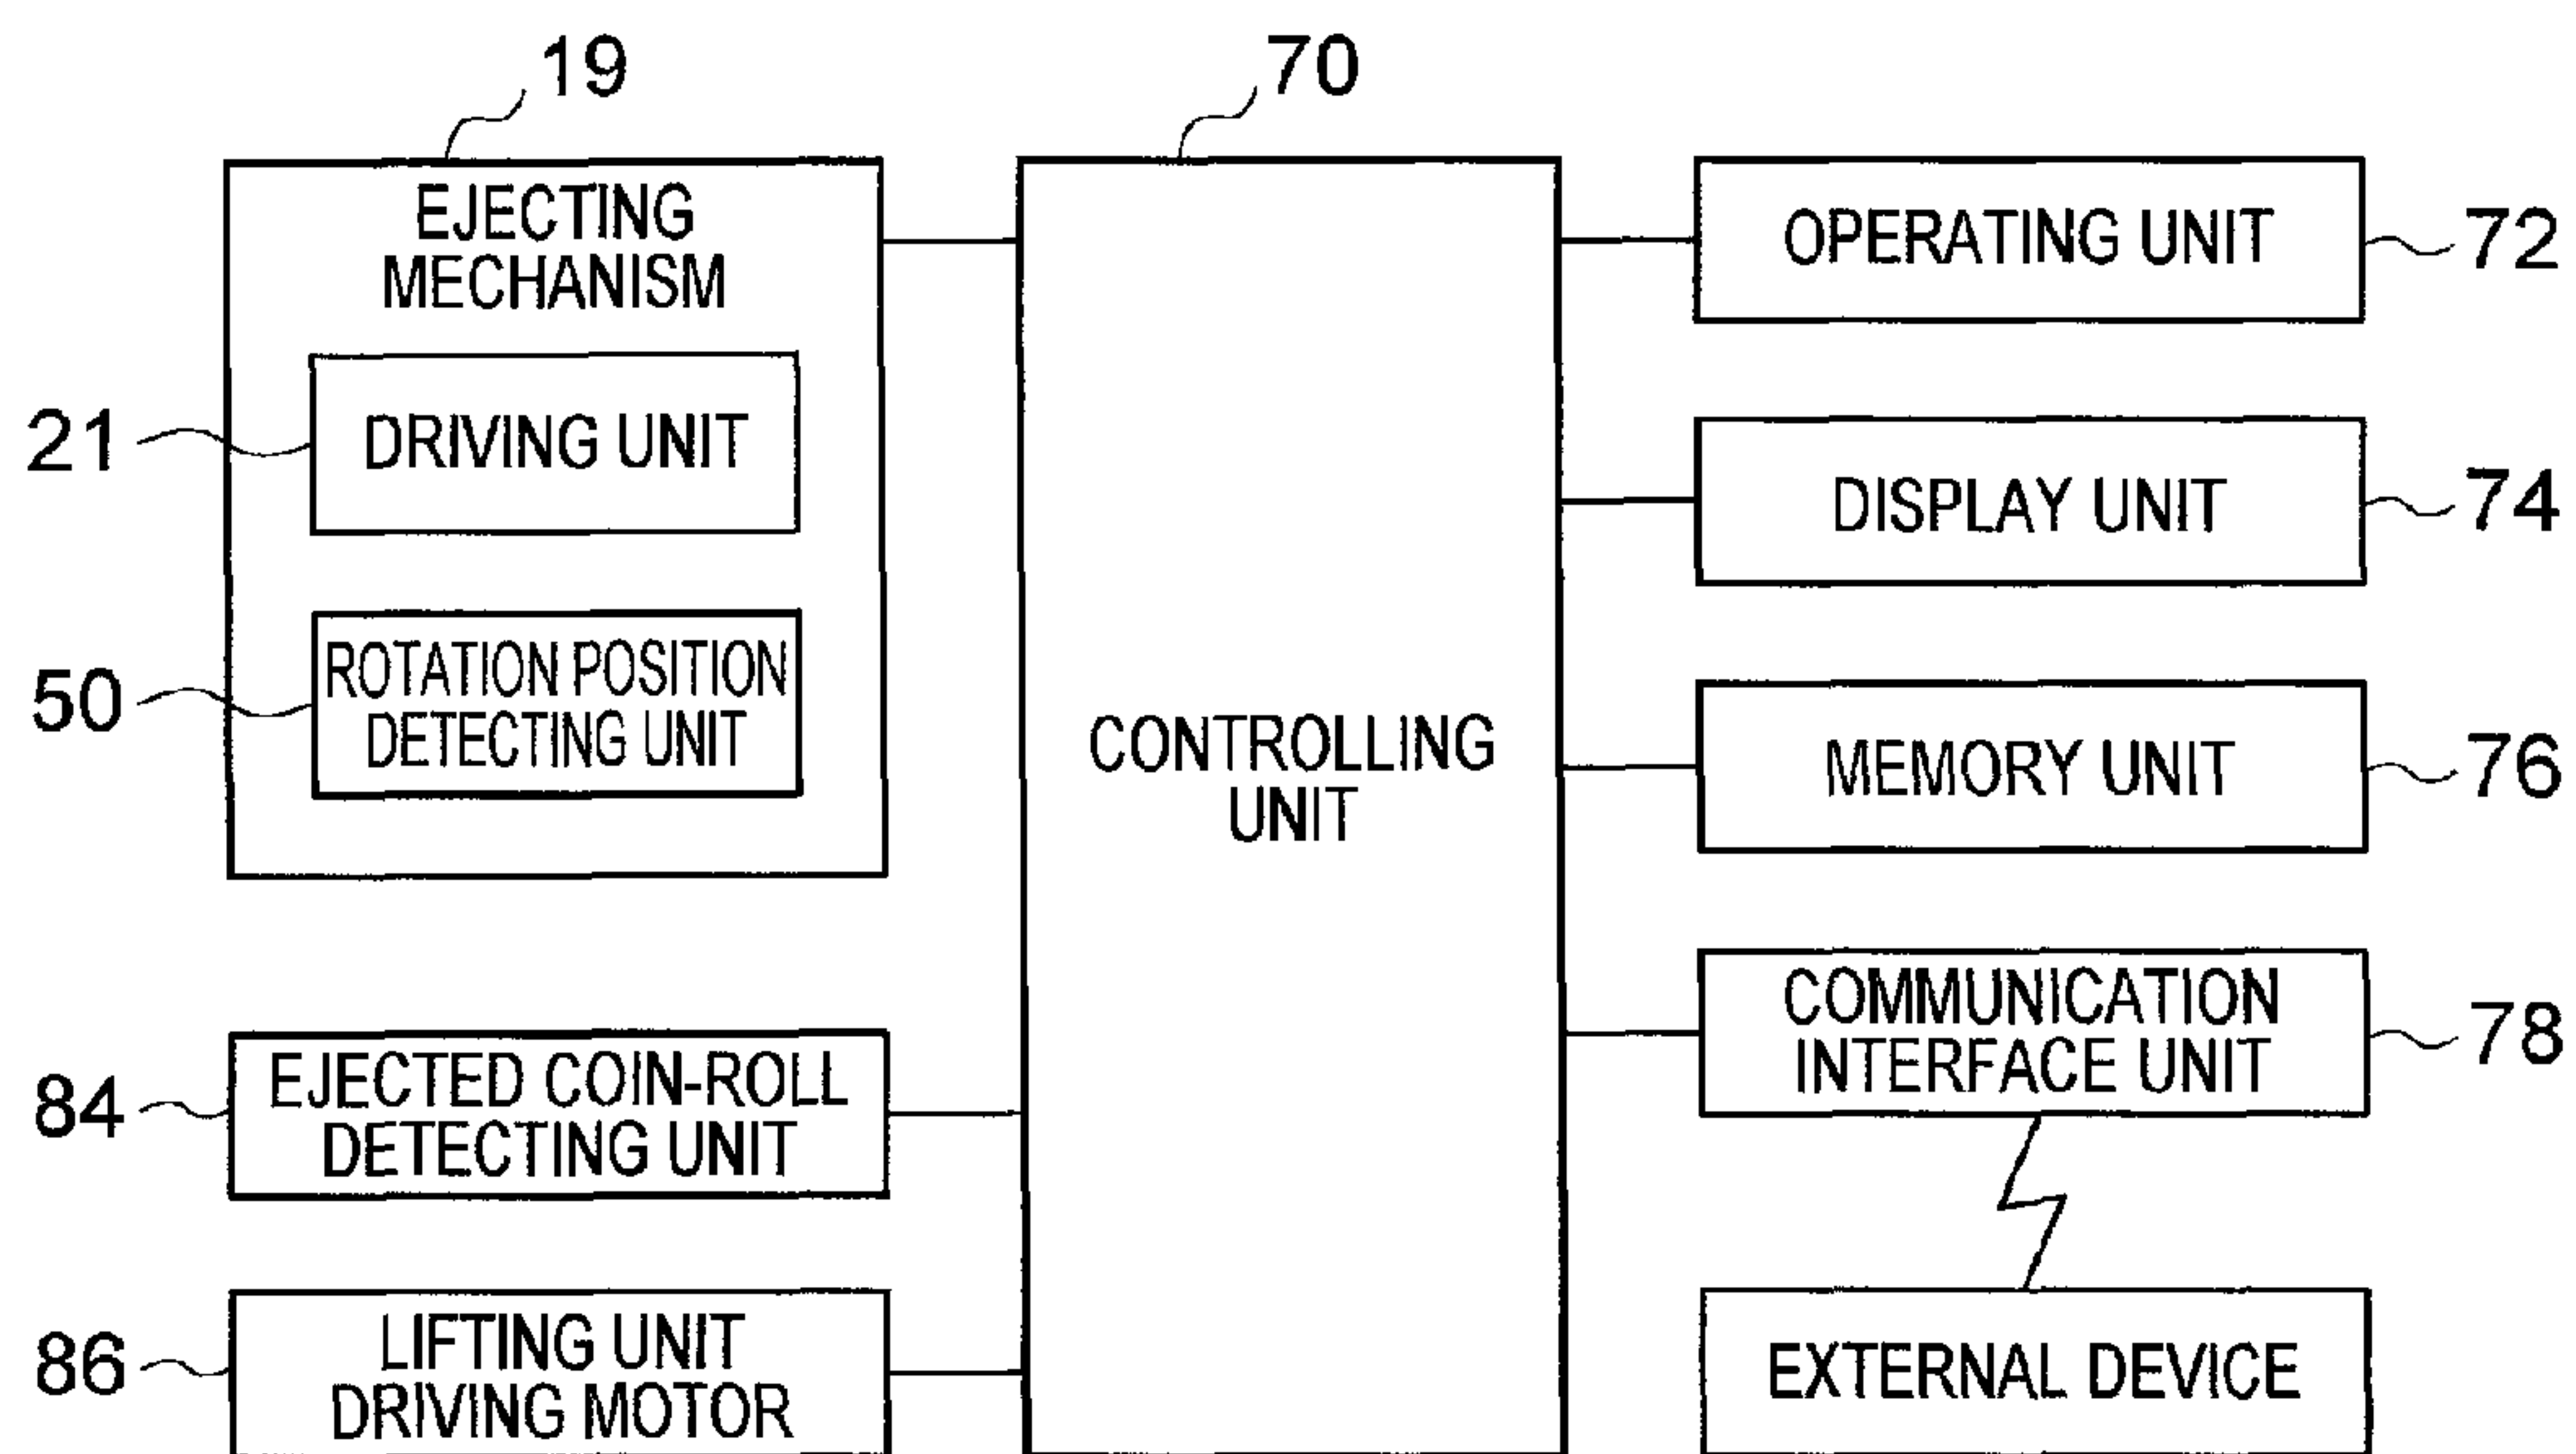 19
70
EJECTING
MECHANISM
OPERATING UNIT
72
21
DRIVING UNIT
DISPLAY UNIT
74
50
ROTATION POSITION
DETECTING UNIT
CONTROLLING
UNIT
MEMORY UNIT
76
COMMUNICATION
INTERFACE UNIT
78
84
EJECTED COIN-ROLL
DETECTING UNIT
86
LIFTING UNIT
DRIVING MOTOR
EXTERNAL DEVICE